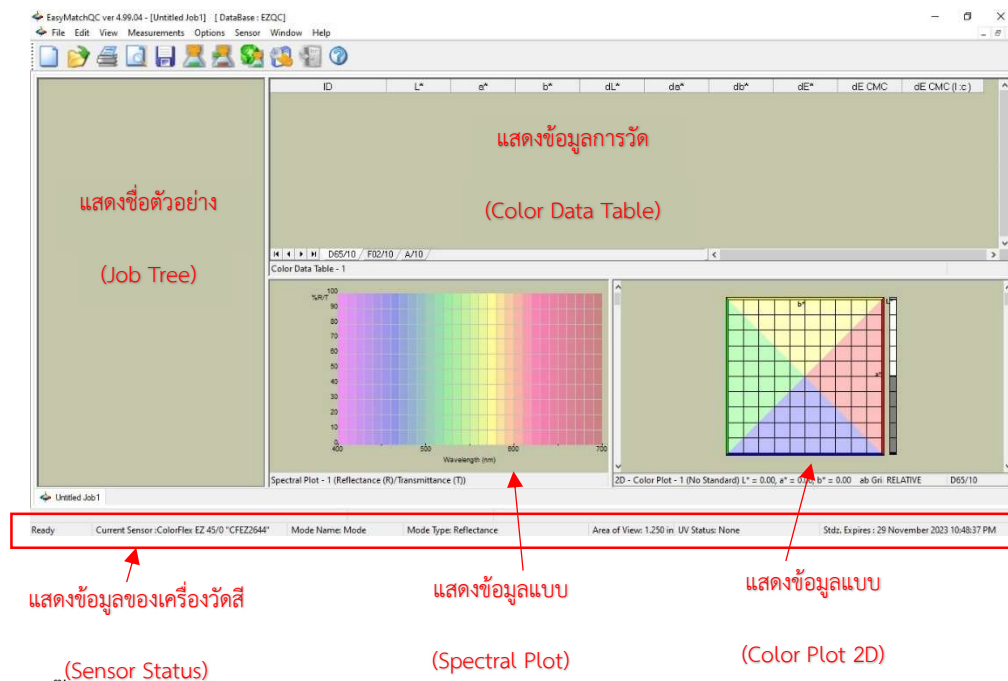 EasyMatchQC ver 4.99.04 - [Untitled Job1] [ DataBase : EZQC]
File Edit View Measurements Options Sensor Window Help
ID L* a* b* dL* da* db* dE* dE CMC dE CMC (l :c )
แสดงข้อมูลการวัด
(Color Data Table)
แสดงชื่อตัวอย่าง
(Job Tree)
D65/10 F02/10 A/10
Color Data Table - 1
%R/T
100
90
80
70
60
50
40
30
20
10
0
400 500 600 700
Wavelength (nm)
b*
L*
a*
Spectral Plot - 1 (Reflectance (R)/Transmittance (T))
2D - Color Plot - 1 (No Standard) L* = 0.00, a* = 0.00, b* = 0.00 ab Gri RELATIVE D65/10
Untitled Job1
Ready Current Sensor :ColorFlex EZ 45/0 "CFEZ2644" Mode Name: Mode Mode Type: Reflectance Area of View: 1.250 in UV Status: None Stdz. Expires : 29 November 2023 10:48:37 PM
แสดงข้อมูลของเครื่องวัดสี
(Sensor Status)
แสดงข้อมูลแบบ
(Spectral Plot)
แสดงข้อมูลแบบ
(Color Plot 2D)